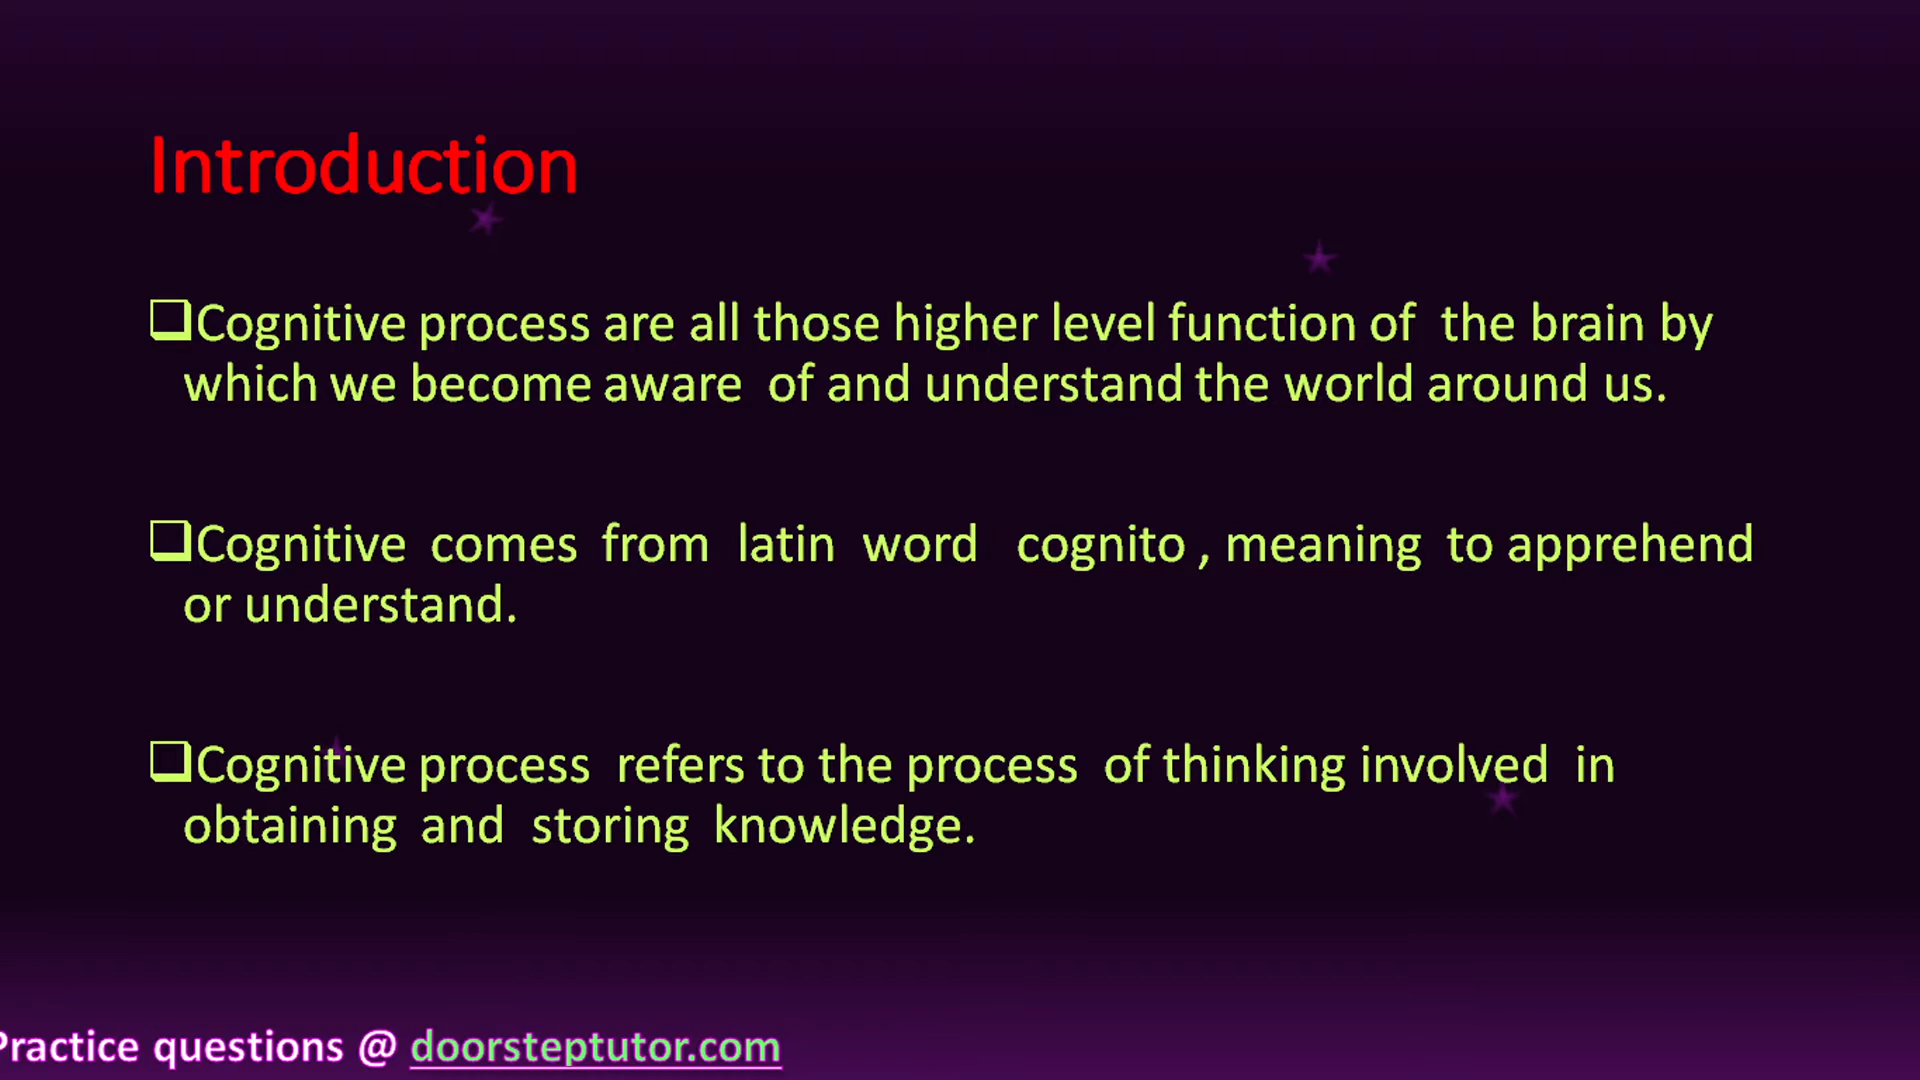 Introduction
❑Cognitive process are all those higher level function of the brain by
which we become aware of and understand the world around us.
❑Cognitive comes from latin word cognito , meaning to apprehend
or understand.
❑Cognitive process refers to the process of thinking involved in
obtaining and storing knowledge.
Practice questions @ doorsteptutor.com